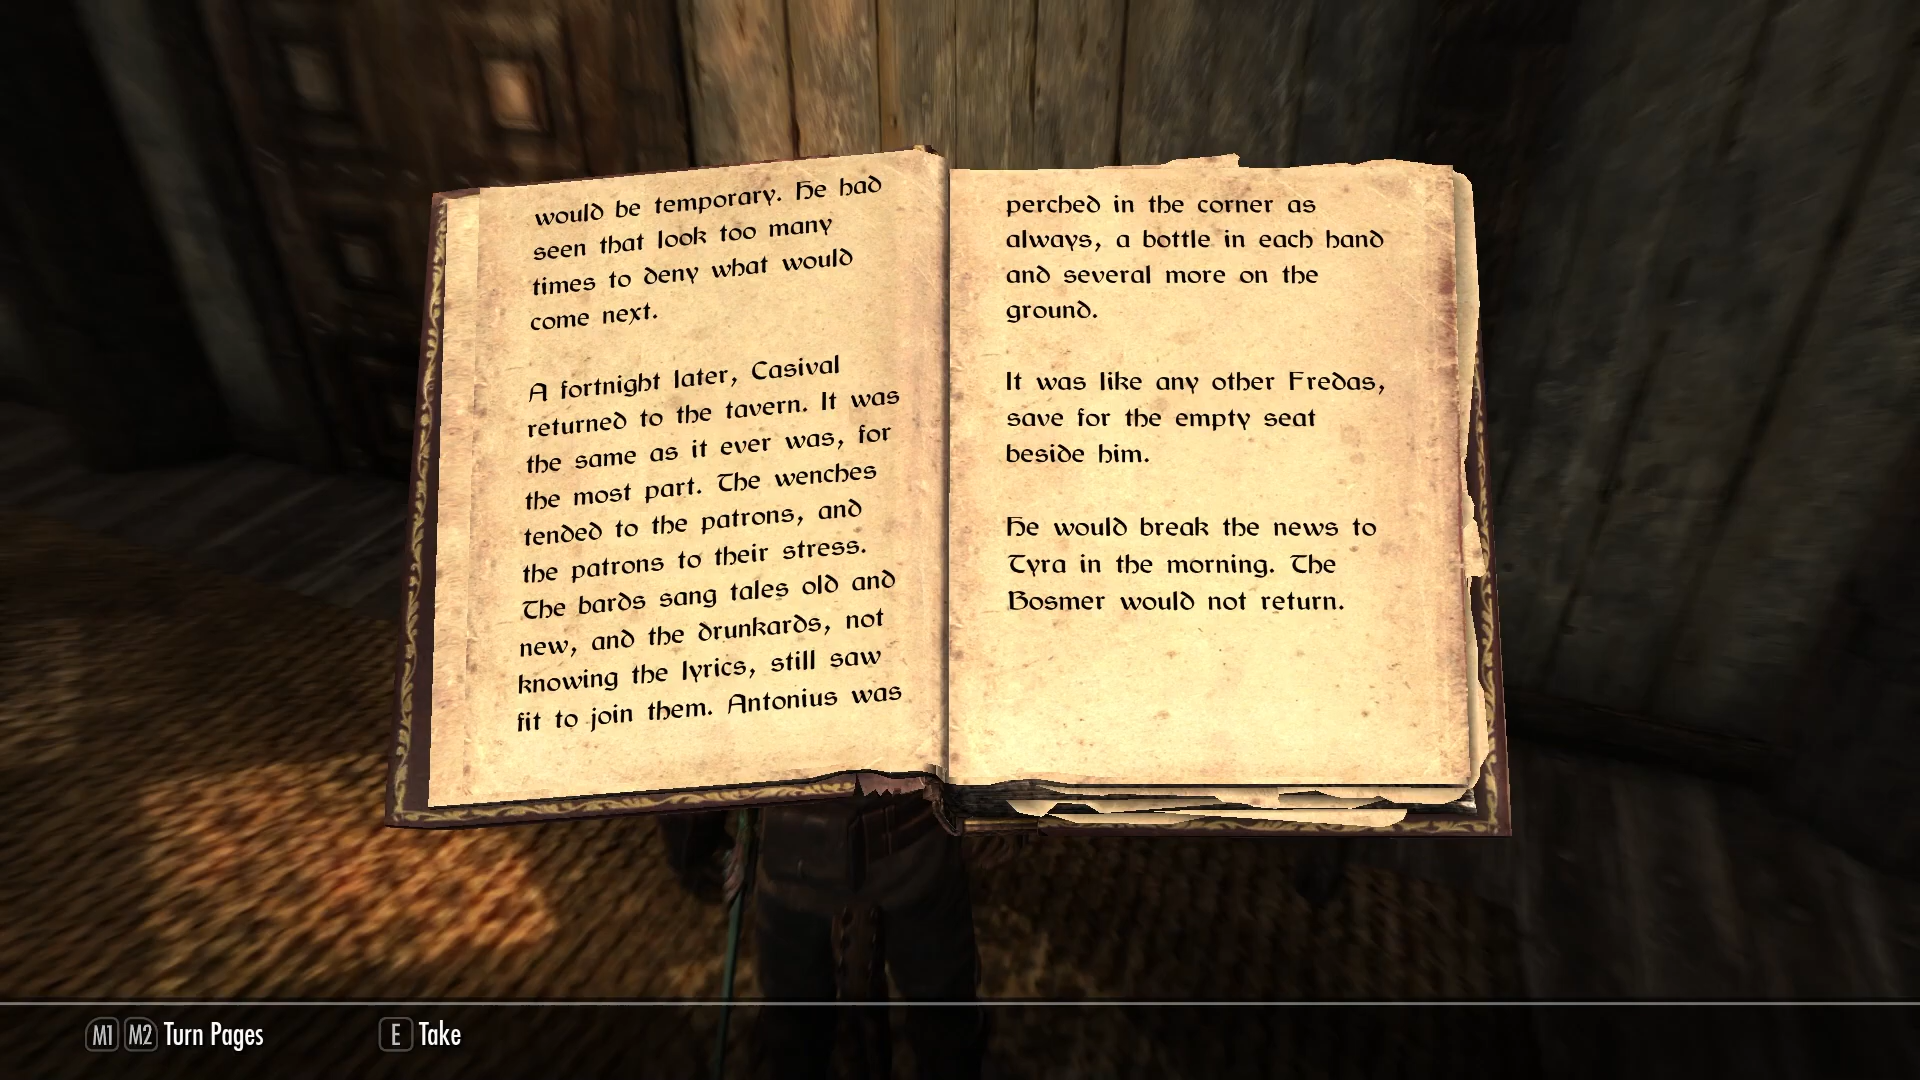 would be temporary. He had
seen that look too many
times to deny what would
come next.
A fortnight later, Casival
returned to the tavern. It was
the same as it ever was, for
the most part. The wenches
tended to the patrons, and
the patrons to their stress.
The bards sang tales old and
new, and the drunkards, not
knowing the lyrics, still saw
fit to join them. Antonius was
perched in the corner as
always, a bottle in each hand
and several more on the
ground.
It was like any other Fredas,
save for the empty seat
beside him.
He would break the news to
Tyra in the morning. The
Bosmer would not return.
M1 M2 Turn Pages
E Take